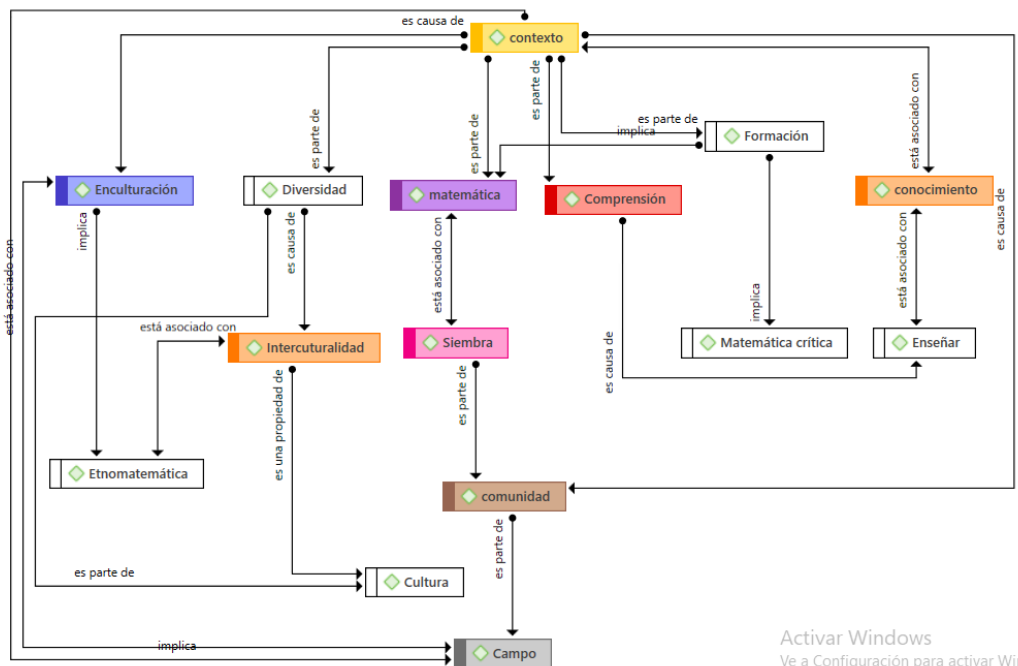 es causa de
contexto
es parte de
es parte de
es parte de
es parte de
implica
Formación
está asociado con
es causa de
Enculturación
Diversidad
matemática
Comprensión
conocimiento
implica
es causa de
está asociado con
está asociado con
implica
está asociado con
está asociado con
Intercuturalidad
Siembra
Matemática crítica
Enseñar
es causa de
es parte de
es una propiedad de
Etnomatemática
comunidad
es parte de
es parte de
Cultura
implica
Campo
Activar Windows
Ve a Configuración para activar Win